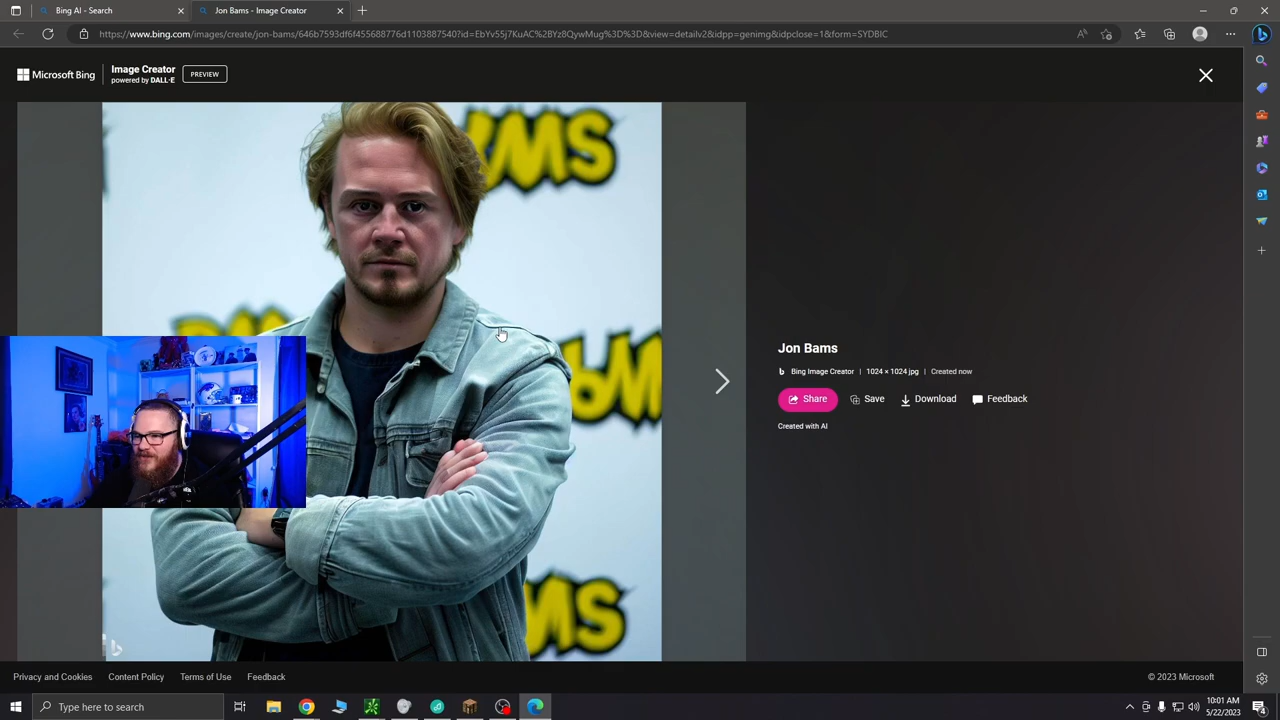 Bing AI - Search
Jon Bams - Image Creator
https://www.bing.com/images/create/jon-bams/646b7593df6f455688776d1103887540?id=EbYv55j7KuAC%2BYz8QywMug%3D%3D&view=detailv2&idpp=genimg&idpclose=1&form=SYDBIC
Microsoft Bing
Image Creator
powered by DALL·E
PREVIEW
Jon Bams
Bing Image Creator | 1024 × 1024 jpg | Created now
Share Save Download Feedback
Created with AI
Privacy and Cookies Content Policy Terms of Use Feedback
© 2023 Microsoft
Type here to search
10:01 AM
5/22/2023